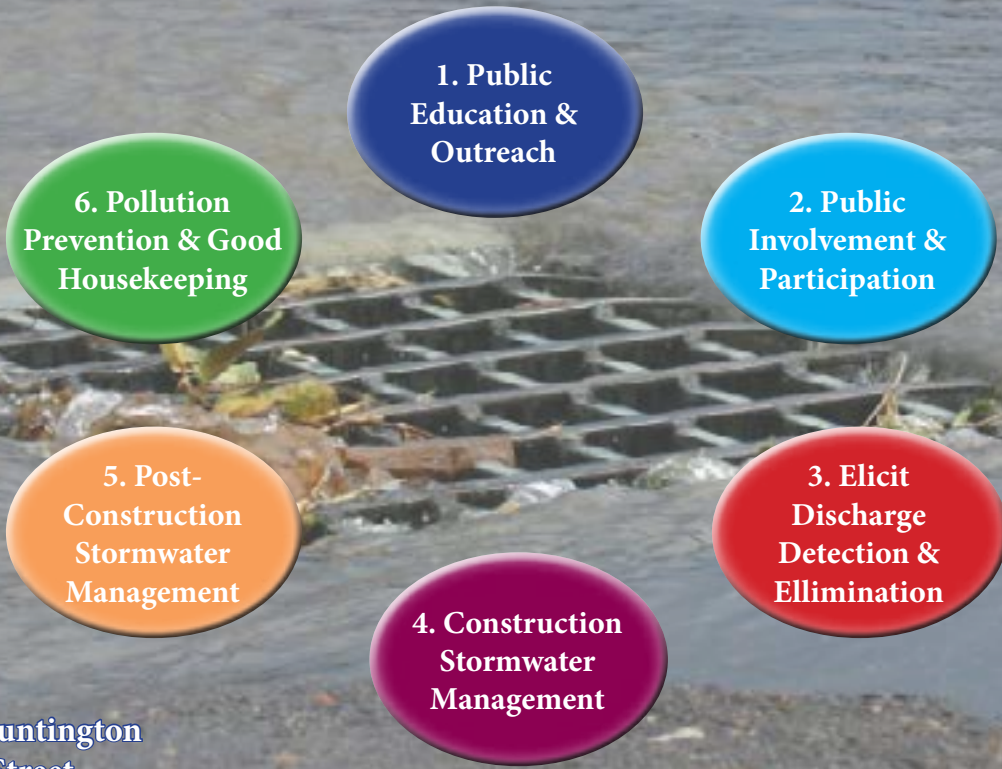 1. Public
Education &
Outreach
2. Public
Involvement &
Participation
3. Elicit
Discharge
Detection &
Ellimination
4. Construction
Stormwater
Management
5. Post-
Construction
Stormwater
Management
6. Pollution
Prevention & Good
Housekeeping
untington
Street